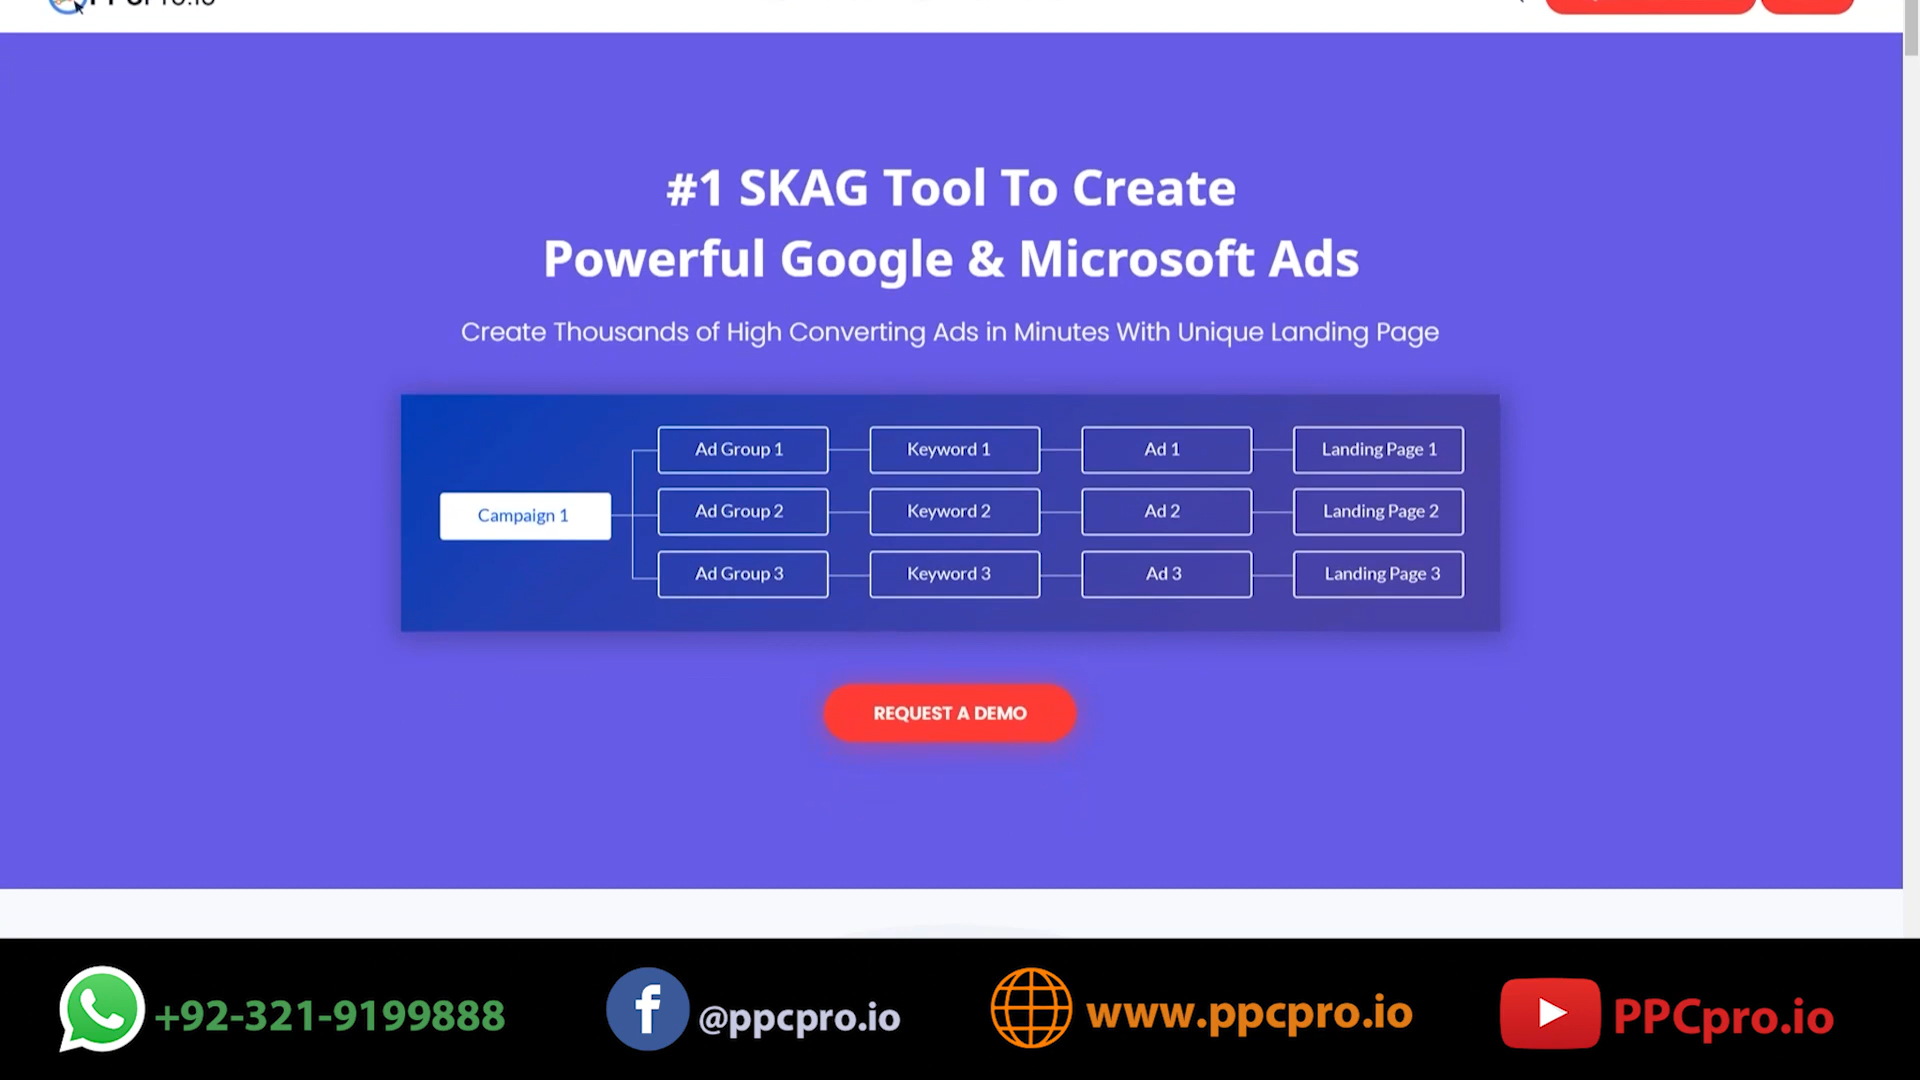 #1 SKAG Tool To Create
Powerful Google & Microsoft Ads
Create Thousands of High Converting Ads in Minutes With Unique Landing Page
Campaign 1
Ad Group 1
Keyword 1
Ad 1
Landing Page 1
Ad Group 2
Keyword 2
Ad 2
Landing Page 2
Ad Group 3
Keyword 3
Ad 3
Landing Page 3
REQUEST A DEMO
+92-321-9199888
@ppcpro.io
www.ppcpro.io
PPCpro.io